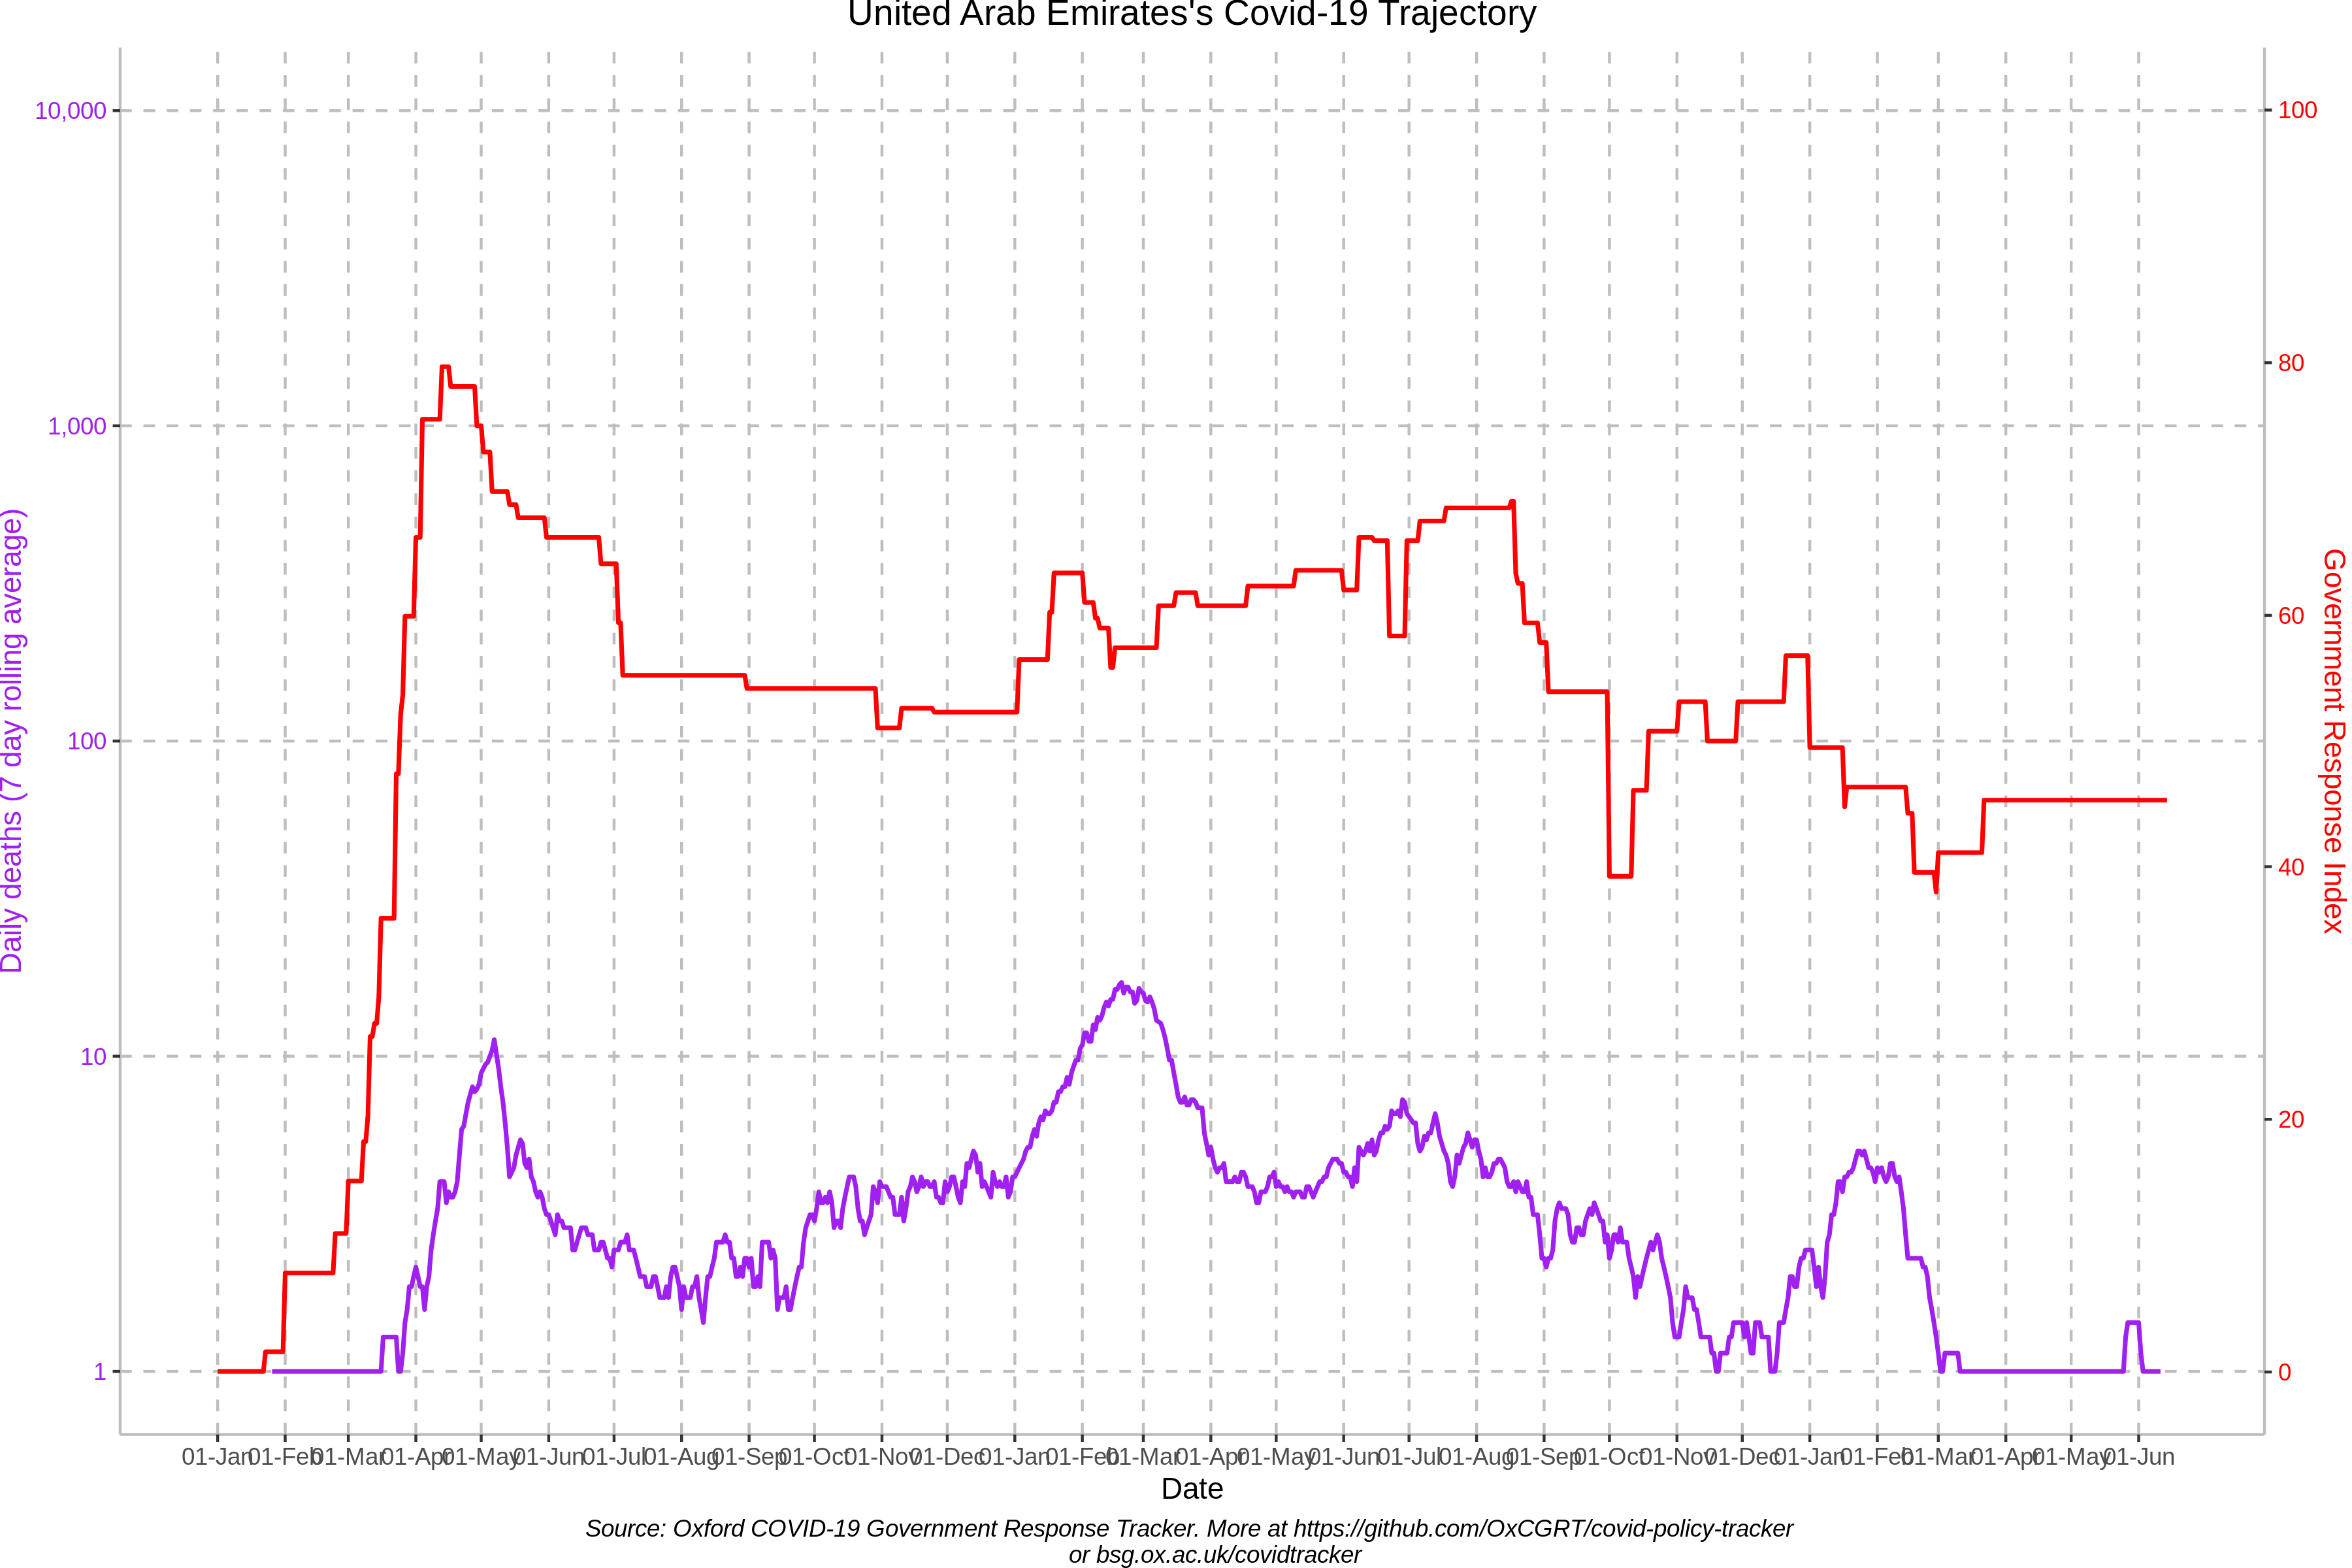 United Arab Emirates's Covid-19 Trajectory
10,000
1,000
100
10
1
Daily deaths (7 day rolling average)
100
80
60
40
20
0
Government Response Index
01-Jan 01-Feb 01-Mar 01-Apr 01-May 01-Jun 01-Jul 01-Aug 01-Sep 01-Oct 01-Nov 01-Dec 01-Jan 01-Feb 01-Mar 01-Apr 01-May 01-Jun 01-Jul 01-Aug 01-Sep 01-Oct 01-Nov 01-Dec 01-Jan 01-Feb 01-Mar 01-Apr 01-May 01-Jun
Date
Source: Oxford COVID-19 Government Response Tracker. More at https://github.com/OxCGRT/covid-policy-tracker
or bsg.ox.ac.uk/covidtracker